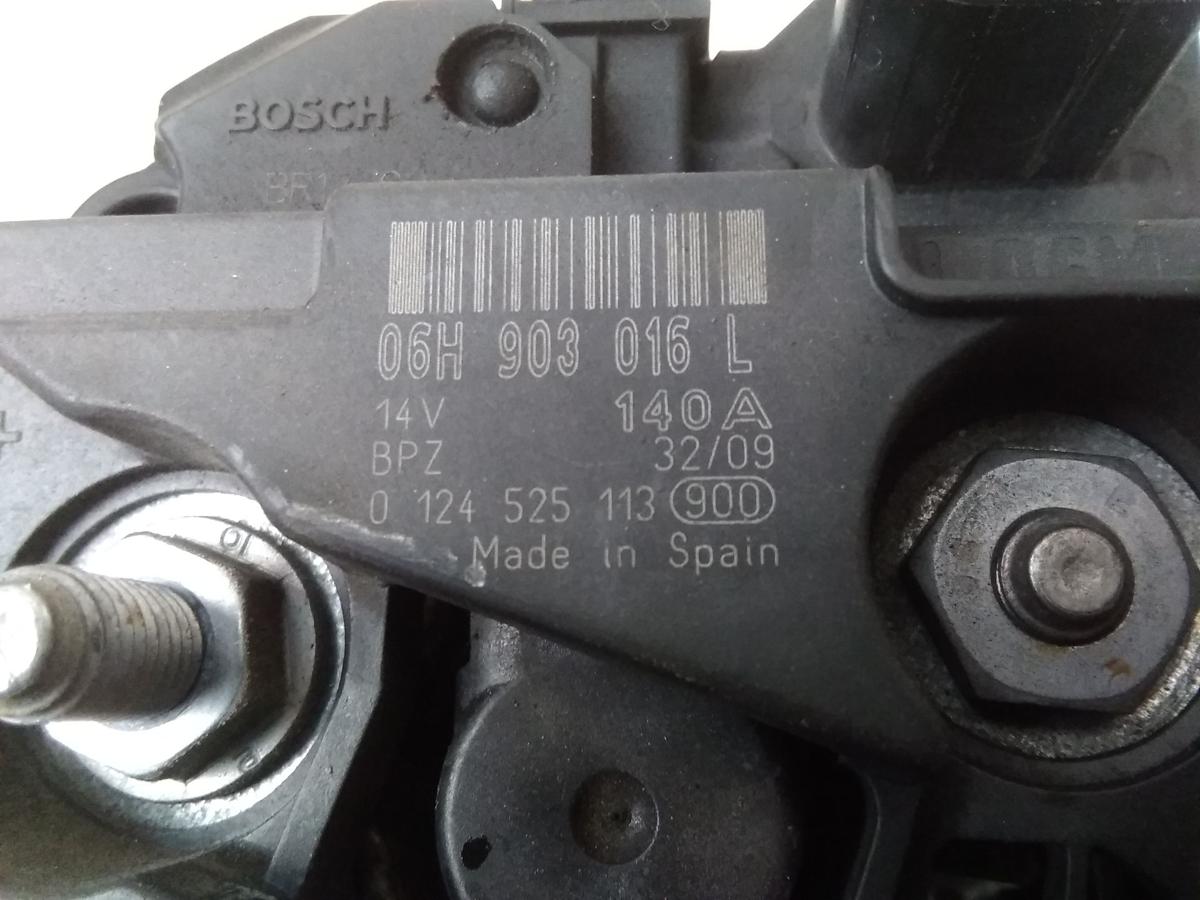 BOSCH
06H 903 016 L
14V 140A
BPZ 32/09
0 124 525 113 900
Made in Spain